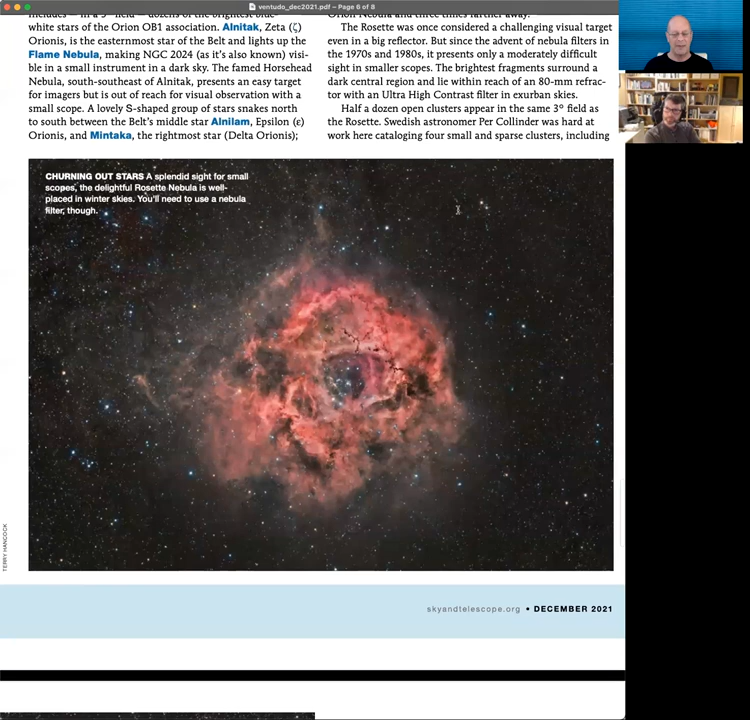 ventudo_dec2021.pdf – Page 6 of 8
white stars of the Orion OB1 association. Alnitak, Zeta (ζ)
Orionis, is the easternmost star of the Belt and lights up the
Flame Nebula, making NGC 2024 (as it's also known) visi-
ble in a small instrument in a dark sky. The famed Horsehead
Nebula, south-southeast of Alnitak, presents an easy target
for imagers but is out of reach for visual observation with a
small scope. A lovely S-shaped group of stars snakes north
to south between the Belt's middle star Alnilam, Epsilon (ε)
Orionis, and Mintaka, the rightmost star (Delta Orionis);
Orion Nebula and three times farther away.
The Rosette was once considered a challenging visual target
even in a big reflector. But since the advent of nebula filters in
the 1970s and 1980s, it presents only a moderately difficult
sight in smaller scopes. The brightest fragments surround a
dark central region and lie within reach of an 80-mm refrac-
tor with an Ultra High Contrast filter in exurban skies.
Half a dozen open clusters appear in the same 3° field as
the Rosette. Swedish astronomer Per Collinder was hard at
work here cataloging four small and sparse clusters, including
CHURNING OUT STARS A splendid sight for small
scopes, the delightful Rosette Nebula is well-
placed in winter skies. You'll need to use a nebula
filter, though.
TERRY HANCOCK
skyandtelescope.org • DECEMBER 2021